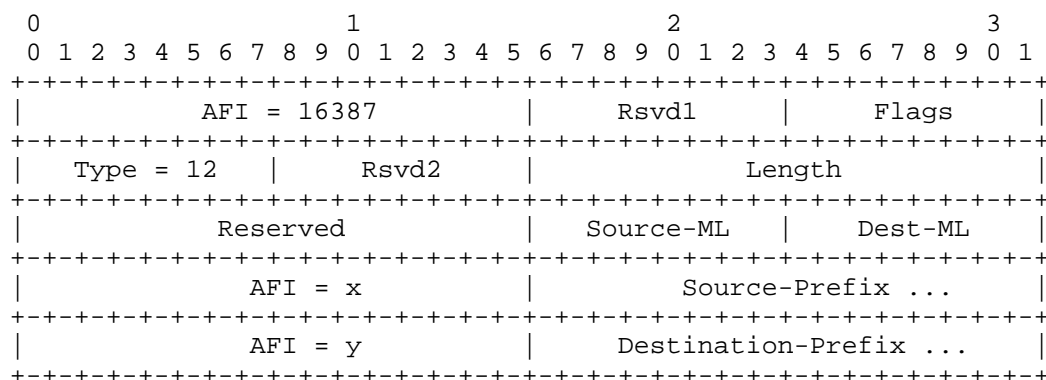 0                   1                   2                   3
 0 1 2 3 4 5 6 7 8 9 0 1 2 3 4 5 6 7 8 9 0 1 2 3 4 5 6 7 8 9 0 1
+-+-+-+-+-+-+-+-+-+-+-+-+-+-+-+-+-+-+-+-+-+-+-+-+-+-+-+-+-+-+-+-+
|           AFI = 16387         |     Rsvd1     |     Flags     |
+-+-+-+-+-+-+-+-+-+-+-+-+-+-+-+-+-+-+-+-+-+-+-+-+-+-+-+-+-+-+-+-+
|   Type = 12   |     Rsvd2     |             Length            |
+-+-+-+-+-+-+-+-+-+-+-+-+-+-+-+-+-+-+-+-+-+-+-+-+-+-+-+-+-+-+-+-+
|            Reserved           |   Source-ML   |    Dest-ML    |
+-+-+-+-+-+-+-+-+-+-+-+-+-+-+-+-+-+-+-+-+-+-+-+-+-+-+-+-+-+-+-+-+
|              AFI = x          |         Source-Prefix ...     |
+-+-+-+-+-+-+-+-+-+-+-+-+-+-+-+-+-+-+-+-+-+-+-+-+-+-+-+-+-+-+-+-+
|              AFI = y          |     Destination-Prefix ...    |
+-+-+-+-+-+-+-+-+-+-+-+-+-+-+-+-+-+-+-+-+-+-+-+-+-+-+-+-+-+-+-+-+